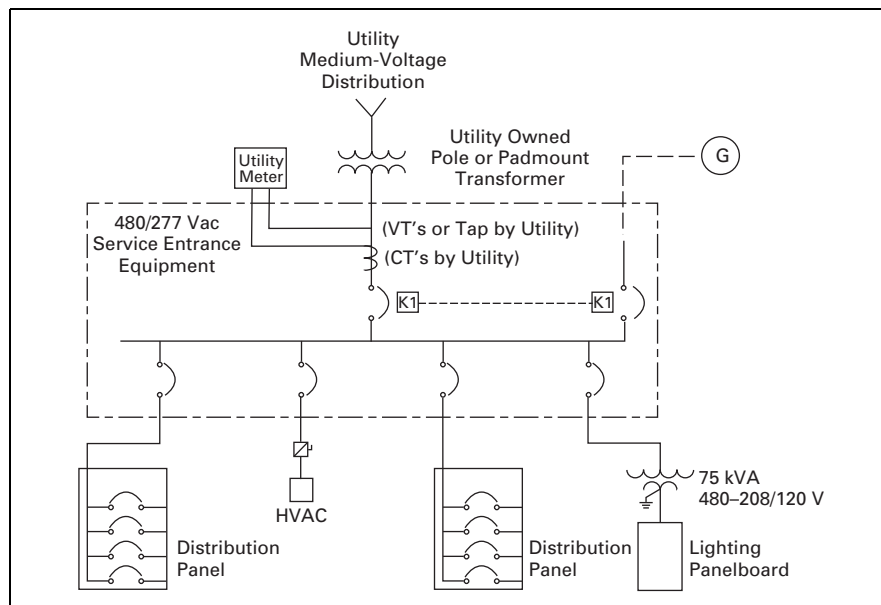 Utility
Medium-Voltage
Distribution
Utility Owned
Pole or Padmount
Transformer
G
Utility
Meter
480/277 Vac
Service Entrance
Equipment
(VT's or Tap by Utility)
(CT's by Utility)
K1
K1
HVAC
75 kVA
480–208/120 V
Distribution
Panel
Distribution
Panel
Lighting
Panelboard